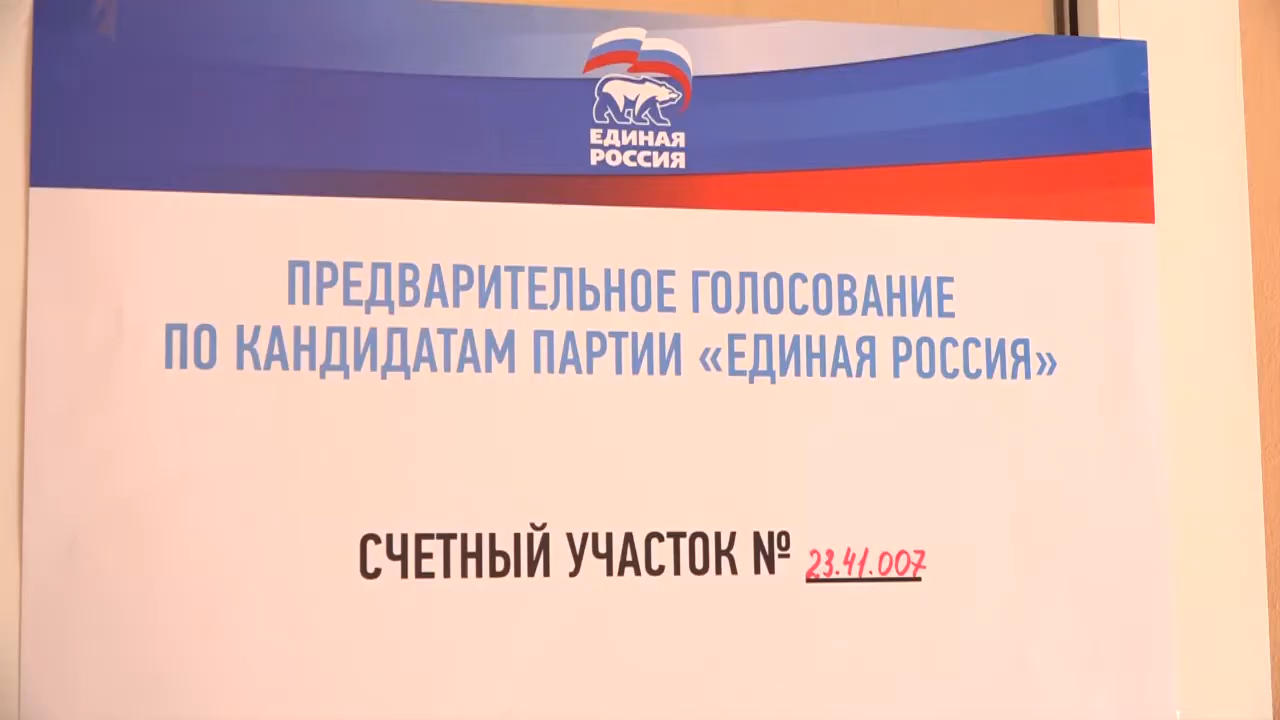 ЕДИНАЯ
РОССИЯ
ПРЕДВАРИТЕЛЬНОЕ ГОЛОСОВАНИЕ
ПО КАНДИДАТАМ ПАРТИИ «ЕДИНАЯ РОССИЯ»
СЧЕТНЫЙ УЧАСТОК № 23.41.007